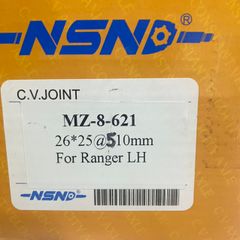 NSND
C.V.JOINT
MZ-8-621
26*25@510mm
For Ranger LH
NSND